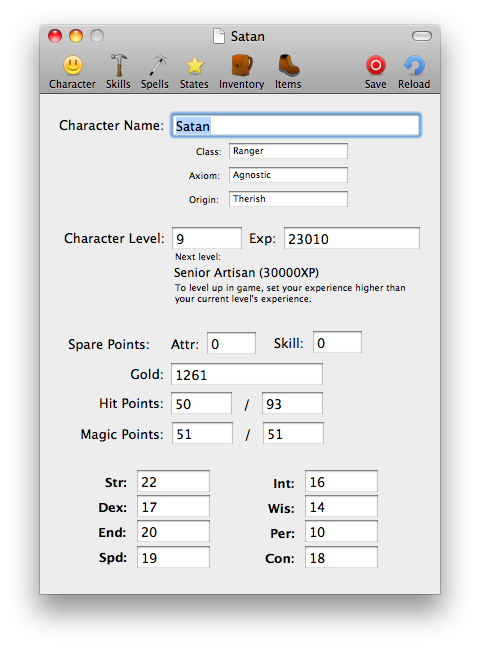 Satan
Character Skills Spells States Inventory Items Save Reload
Character Name: Satan
Class: Ranger
Axiom: Agnostic
Origin: Therish
Character Level: 9 Exp: 23010
Next level:
Senior Artisan (30000XP)
To level up in game, set your experience higher than
your current level's experience.
Spare Points: Attr: 0 Skill: 0
Gold: 1261
Hit Points: 50 / 93
Magic Points: 51 / 51
Str: 22 Int: 16
Dex: 17 Wis: 14
End: 20 Per: 10
Spd: 19 Con: 18